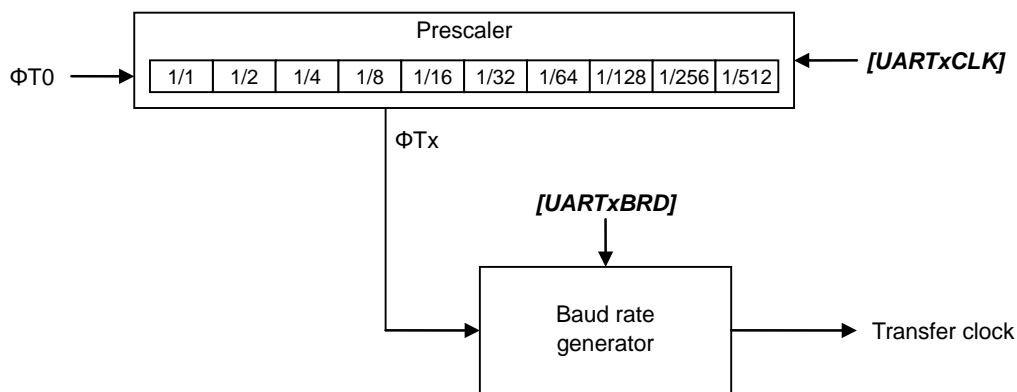 Prescaler
ΦT0
1/1 1/2 1/4 1/8 1/16 1/32 1/64 1/128 1/256 1/512
[UARTxCLK]
ΦTx
[UARTxBRD]
Baud rate
generator
Transfer clock